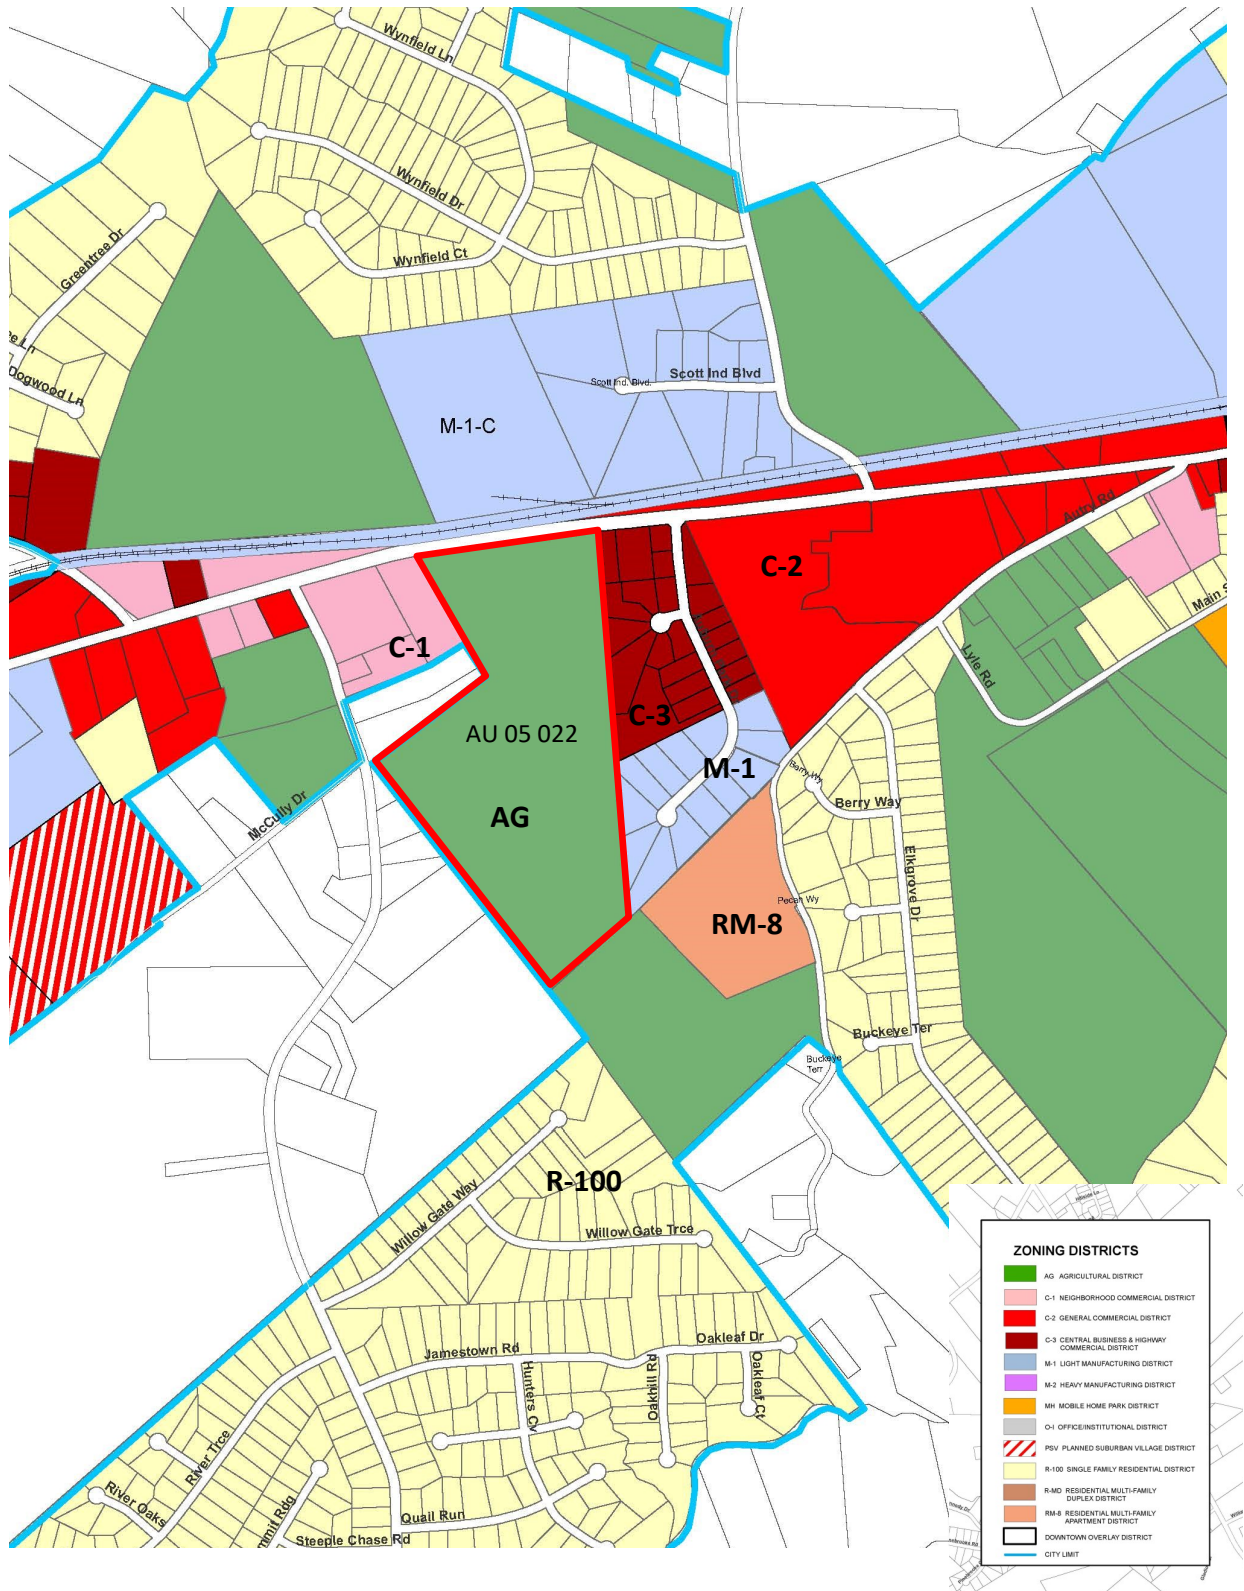 Wynfield Ln
Wynfield Dr
Wynfield Ct
Greentree Dr
ee Ln
Dogwood Ln
Scott Ind. Blvd.
Scott Ind Blvd
M-1-C
Autry Rd
C-2
Main S
C-1
Lyle Rd
C-3
AU 05 022
M-1
Berry Wy
Berry Way
AG
McCully Dr
Elkgrove Dr
Pecan Wy
RM-8
Buckeye Ter
Buckeye
Terr
R-100
Willow Gate Way
Willow Gate Trce
Hillside Ln
ZONING DISTRICTS
AG AGRICULTURAL DISTRICT
C-1 NEIGHBORHOOD COMMERCIAL DISTRICT
C-2 GENERAL COMMERCIAL DISTRICT
C-3 CENTRAL BUSINESS & HIGHWAY
COMMERCIAL DISTRICT
M-1 LIGHT MANUFACTURING DISTRICT
M-2 HEAVY MANUFACTURING DISTRICT
MH MOBILE HOME PARK DISTRICT
O-I OFFICE/INSTITUTIONAL DISTRICT
PSV PLANNED SUBURBAN VILLAGE DISTRICT
R-100 SINGLE FAMILY RESIDENTIAL DISTRICT
R-MD RESIDENTIAL MULTI-FAMILY
DUPLEX DISTRICT
RM-8 RESIDENTIAL MULTI-FAMILY
APARTMENT DISTRICT
DOWNTOWN OVERLAY DISTRICT
CITY LIMIT
Oakleaf Dr
Jamestown Rd
Hunters Cv
Oakhill Rd
Oakleaf Ct
River Trce
River Oaks
mmit Rdg
Quail Run
Steeple Chase Rd